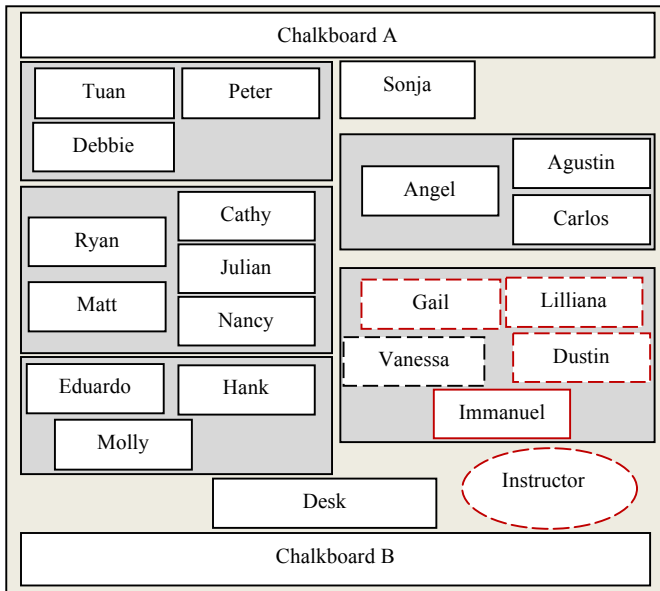 Chalkboard A
Tuan
Peter
Debbie
Sonja
Angel
Agustin
Carlos
Ryan
Matt
Cathy
Julian
Nancy
Gail
Lilliana
Vanessa
Dustin
Immanuel
Eduardo
Hank
Molly
Instructor
Desk
Chalkboard B